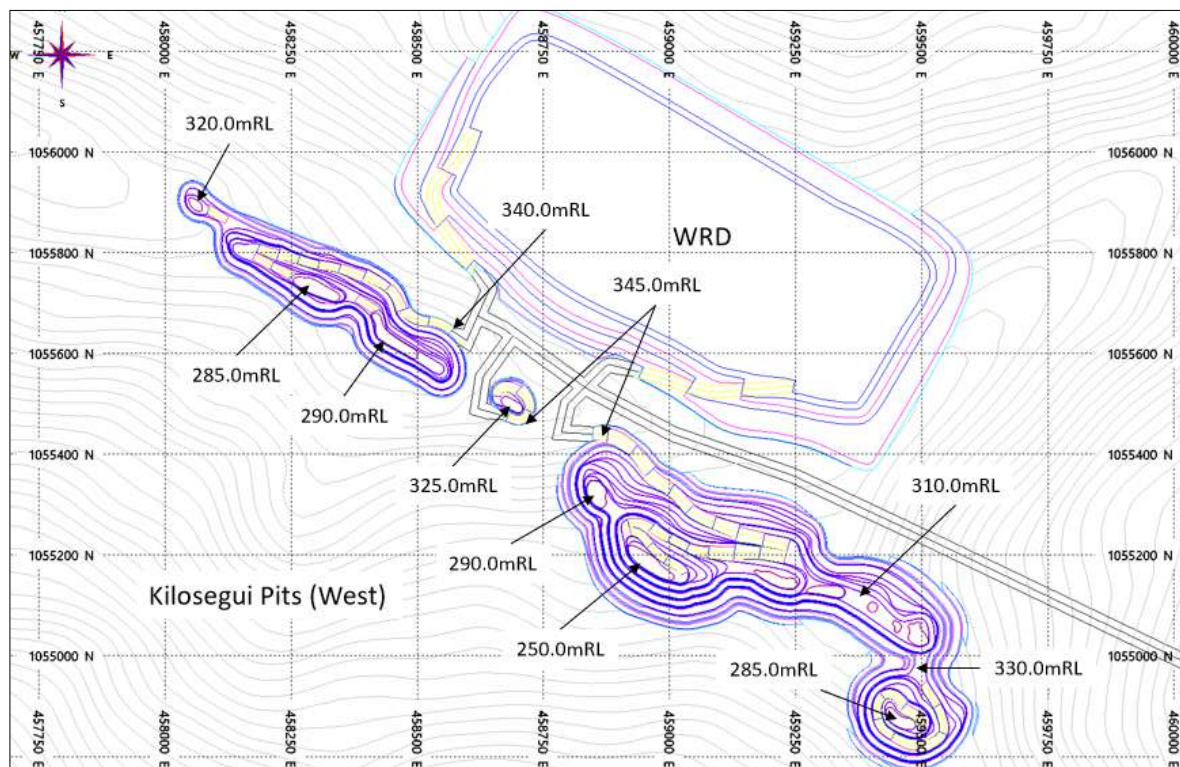 457750 E
458000 E
458250 E
458500 E
458750 E
459000 E
459250 E
459500 E
459750 E
460000 E
W
E
S
320.0mRL
1056000 N
1056000 N
340.0mRL
WRD
1055800 N
1055800 N
345.0mRL
1055600 N
1055600 N
285.0mRL
290.0mRL
1055400 N
1055400 N
325.0mRL
310.0mRL
1055200 N
1055200 N
290.0mRL
Kilosegui Pits (West)
250.0mRL
1055000 N
1055000 N
285.0mRL
330.0mRL
457750 E
458000 E
458250 E
458500 E
458750 E
459000 E
459250 E
459500 E
459750 E
460000 E